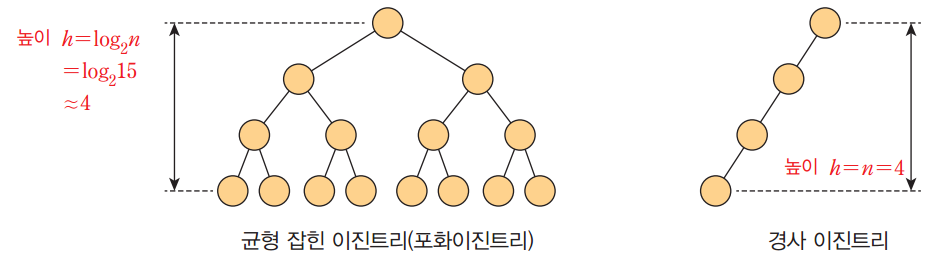 높이 h=log₂n
=log₂15
≈4
높이 h=n=4
균형 잡힌 이진트리(포화이진트리)
경사 이진트리